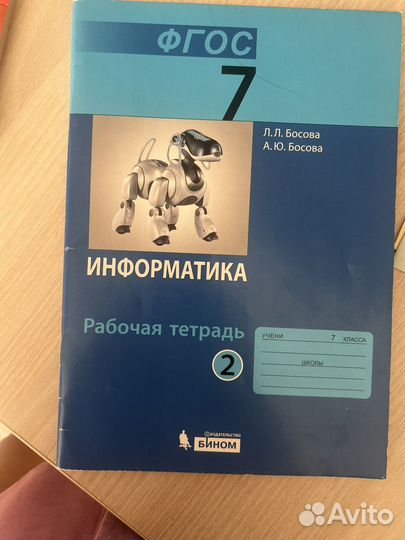 ФГОС
7
Л.Л. Босова
А.Ю. Босова
ИНФОРМАТИКА
Рабочая тетрадь
2
УЧЕНИ 7 КЛАССА
ШКОЛЫ
ИЗДАТЕЛЬСТВО
БИНОМ
Avito